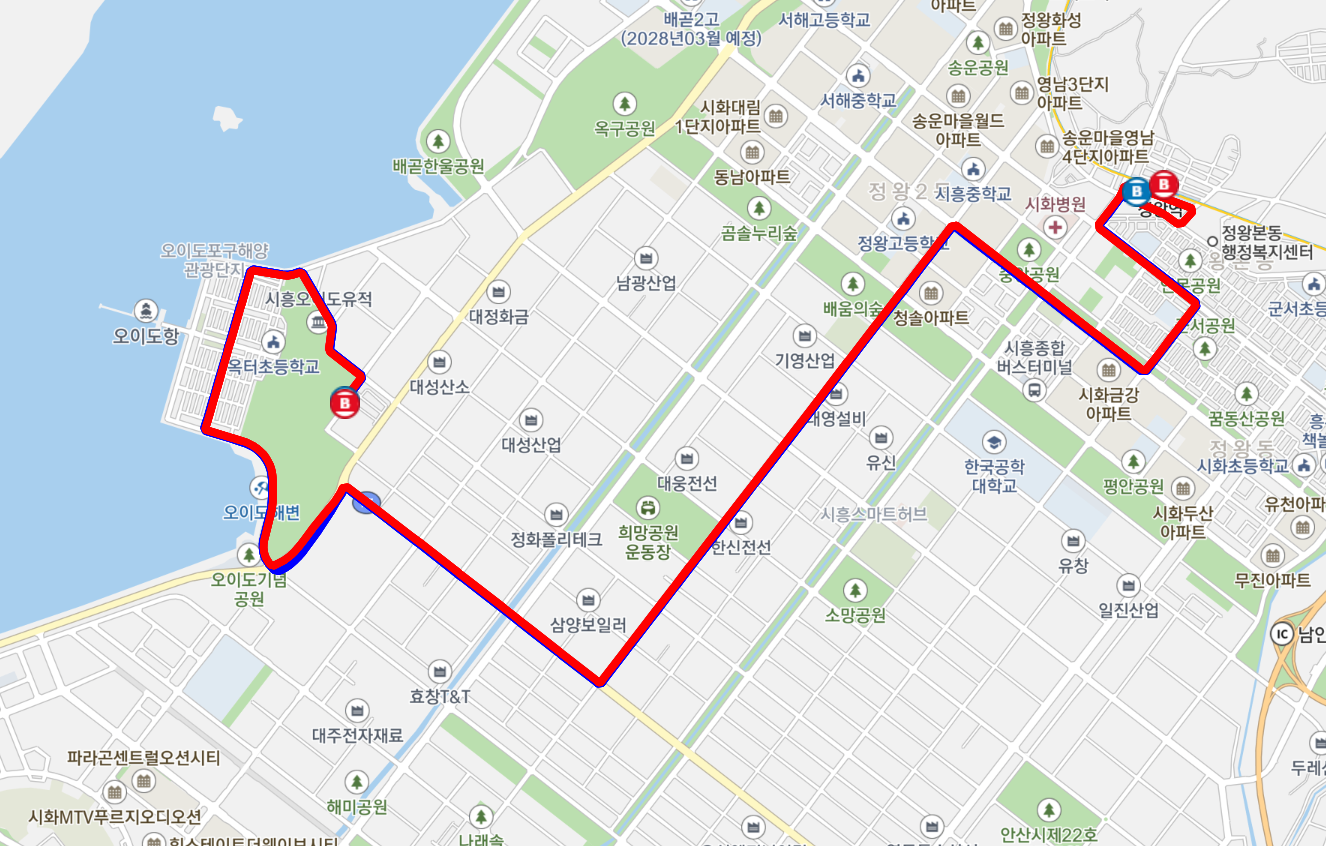 아파트
배곧2고
(2028년03월 예정)
서해고등학교
정왕화성
아파트
송운공원
영남3단지
아파트
서해중학교
시화대림
1단지아파트
옥구공원
송운마을월드
아파트
송운마을영남
4단지아파트
배곧한울공원
동남아파트
정왕2동
시흥중학교
시화병원
정왕역
곰솔누리숲
정왕고등학교
정왕본동
행정복지센터
중앙공원
오이도포구해양
관광단지
남광산업
시흥오이도유적
배움의숲
청솔아파트
군서초등
군서공원
대정화금
오이도항
옥터초등학교
기영산업
시흥종합
버스터미널
대성산소
시화금강
아파트
대영설비
꿈동산공원
대성산업
유신
정왕동
한국공학
대학교
시화초등학교
대웅전선
평안공원
오이도해변
시흥스마트허브
시화두산
아파트
유천아파
정화폴리테크
희망공원
운동장
한신전선
유창
무진아파트
오이도기념
공원
소망공원
일진산업
삼양보일러
IC
남안
효창T&T
대주전자재료
파라곤센트럴오션시티
두레
해미공원
시화MTV푸르지오디오션
안산시제22호
나래솔
B
B
B